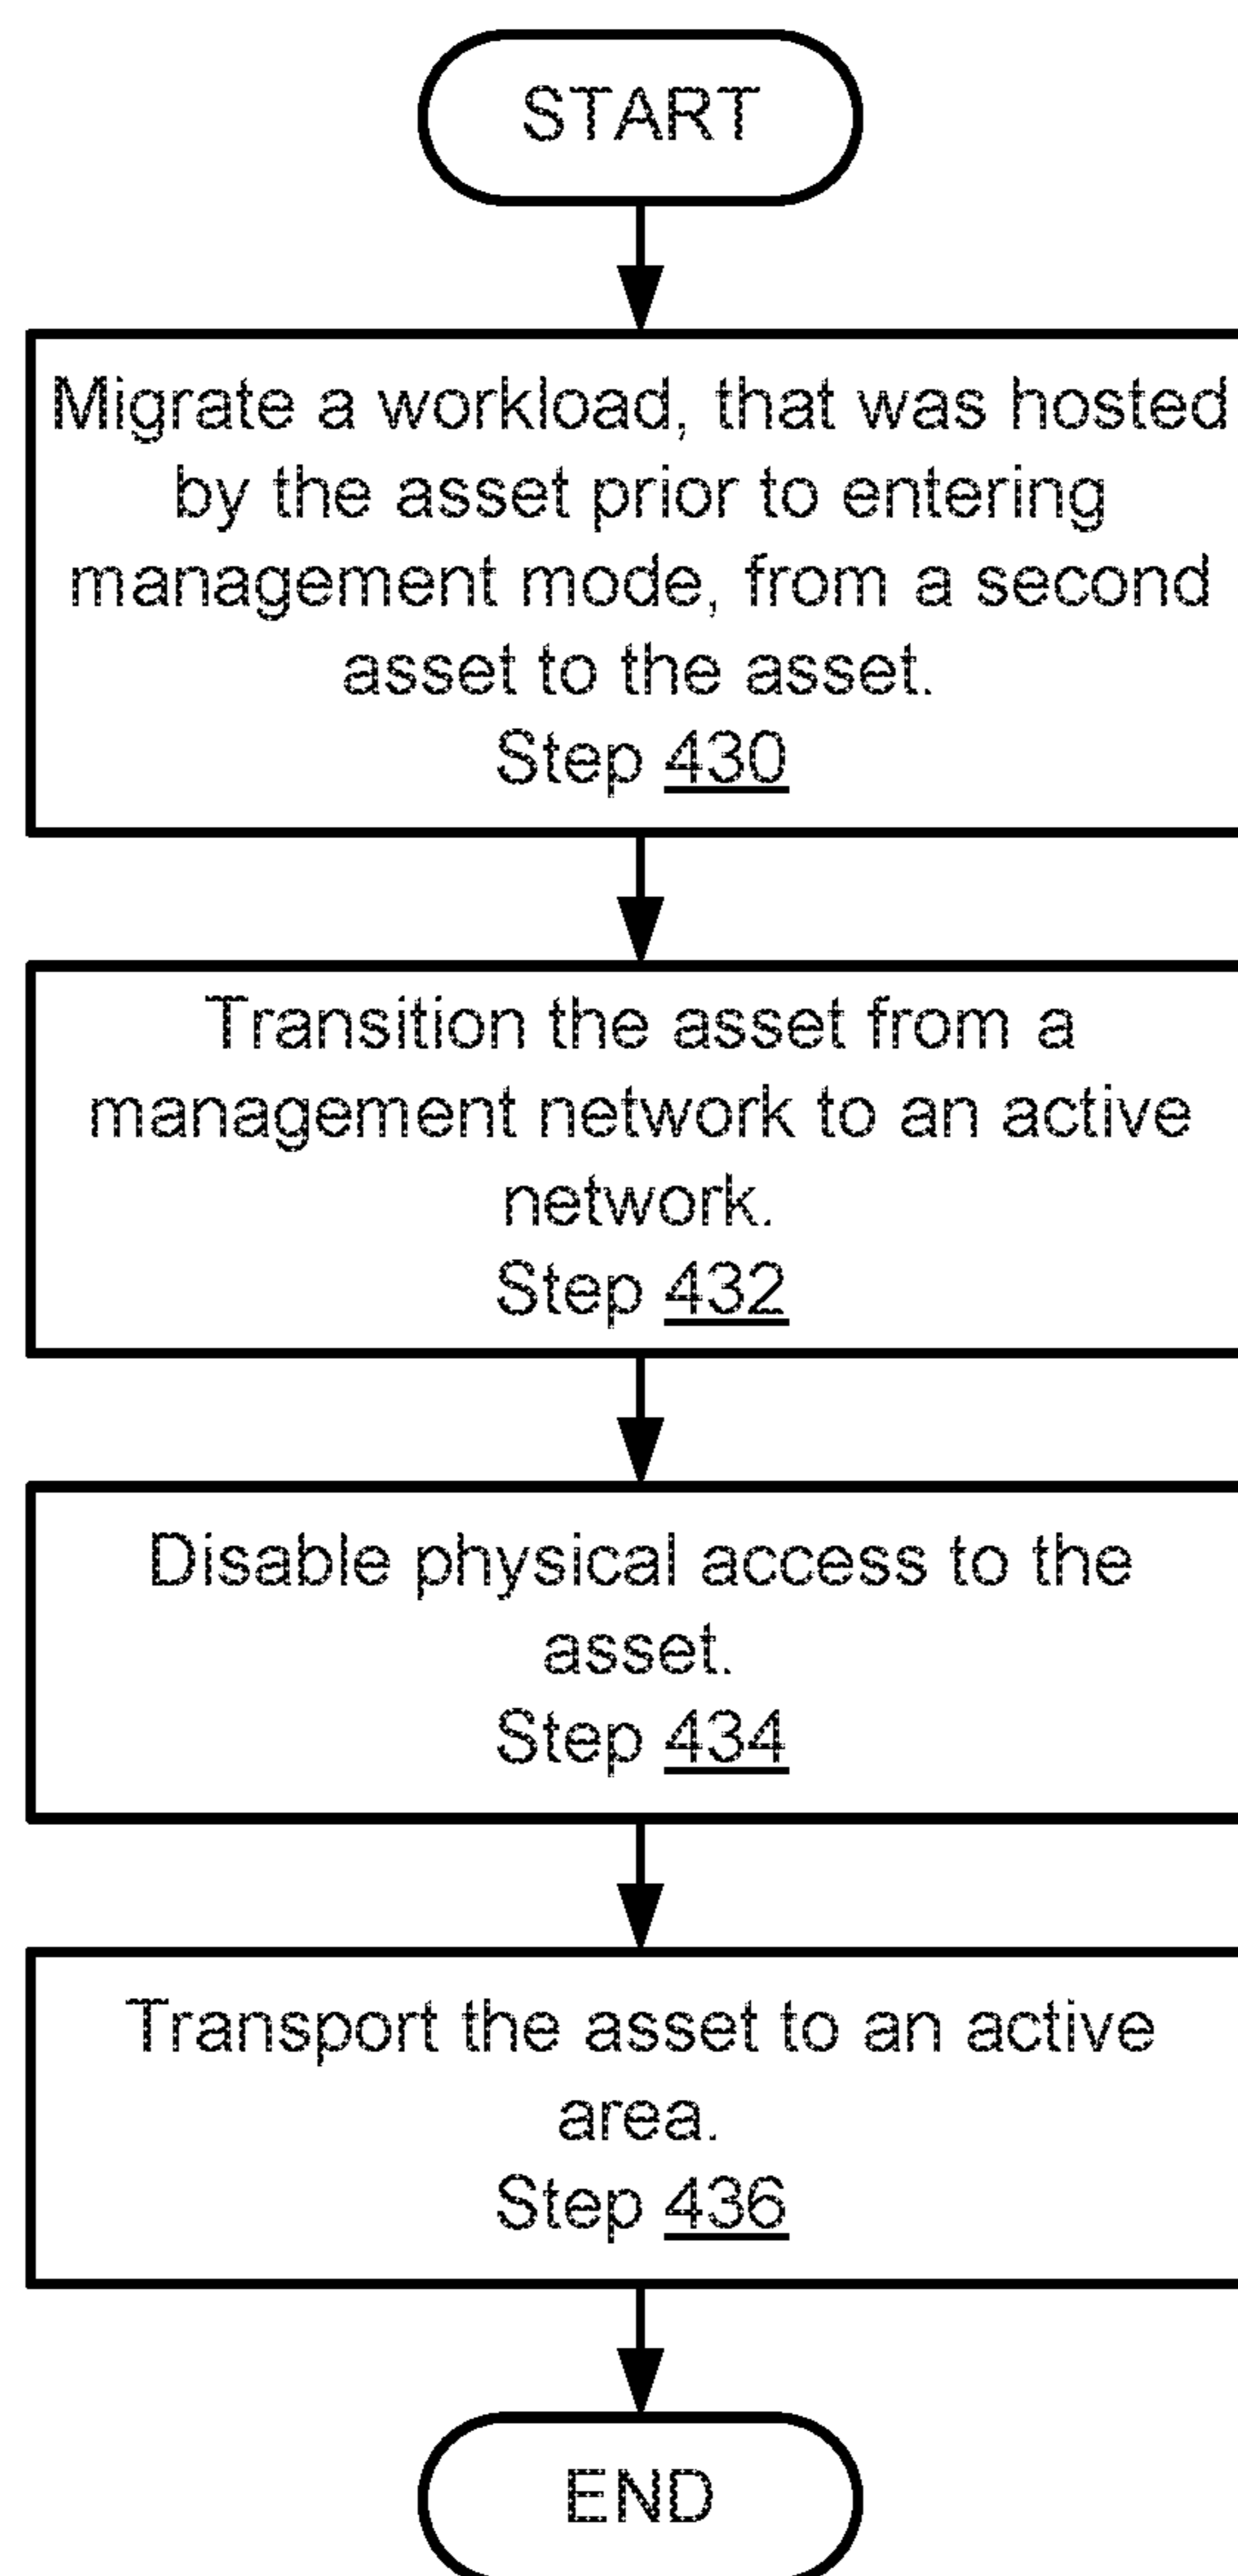 START
Migrate a workload, that was hosted
by the asset prior to entering
management mode, from a second
asset to the asset.
Step 430
Transition the asset from a
management network to an active
network.
Step 432
Disable physical access to the
asset.
Step 434
Transport the asset to an active
area.
Step 436
END